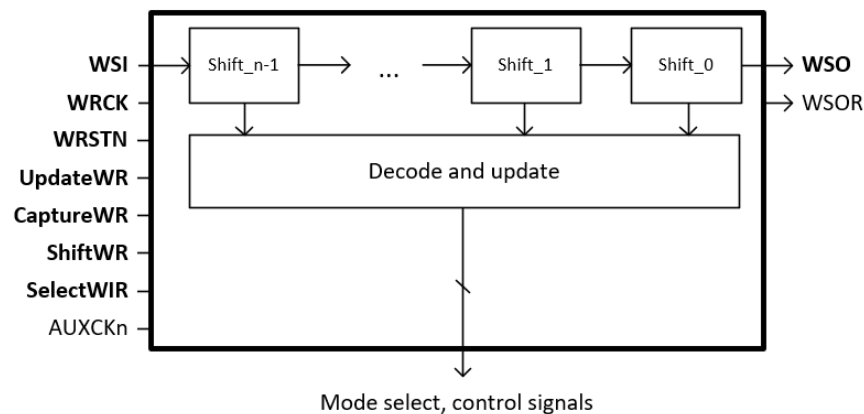 WSI
Shift_n-1
...
Shift_1
Shift_0
WSO
WRCK
WSOR
WRSTN
Decode and update
UpdateWR
CaptureWR
ShiftWR
SelectWIR
AUXCKn
Mode select, control signals